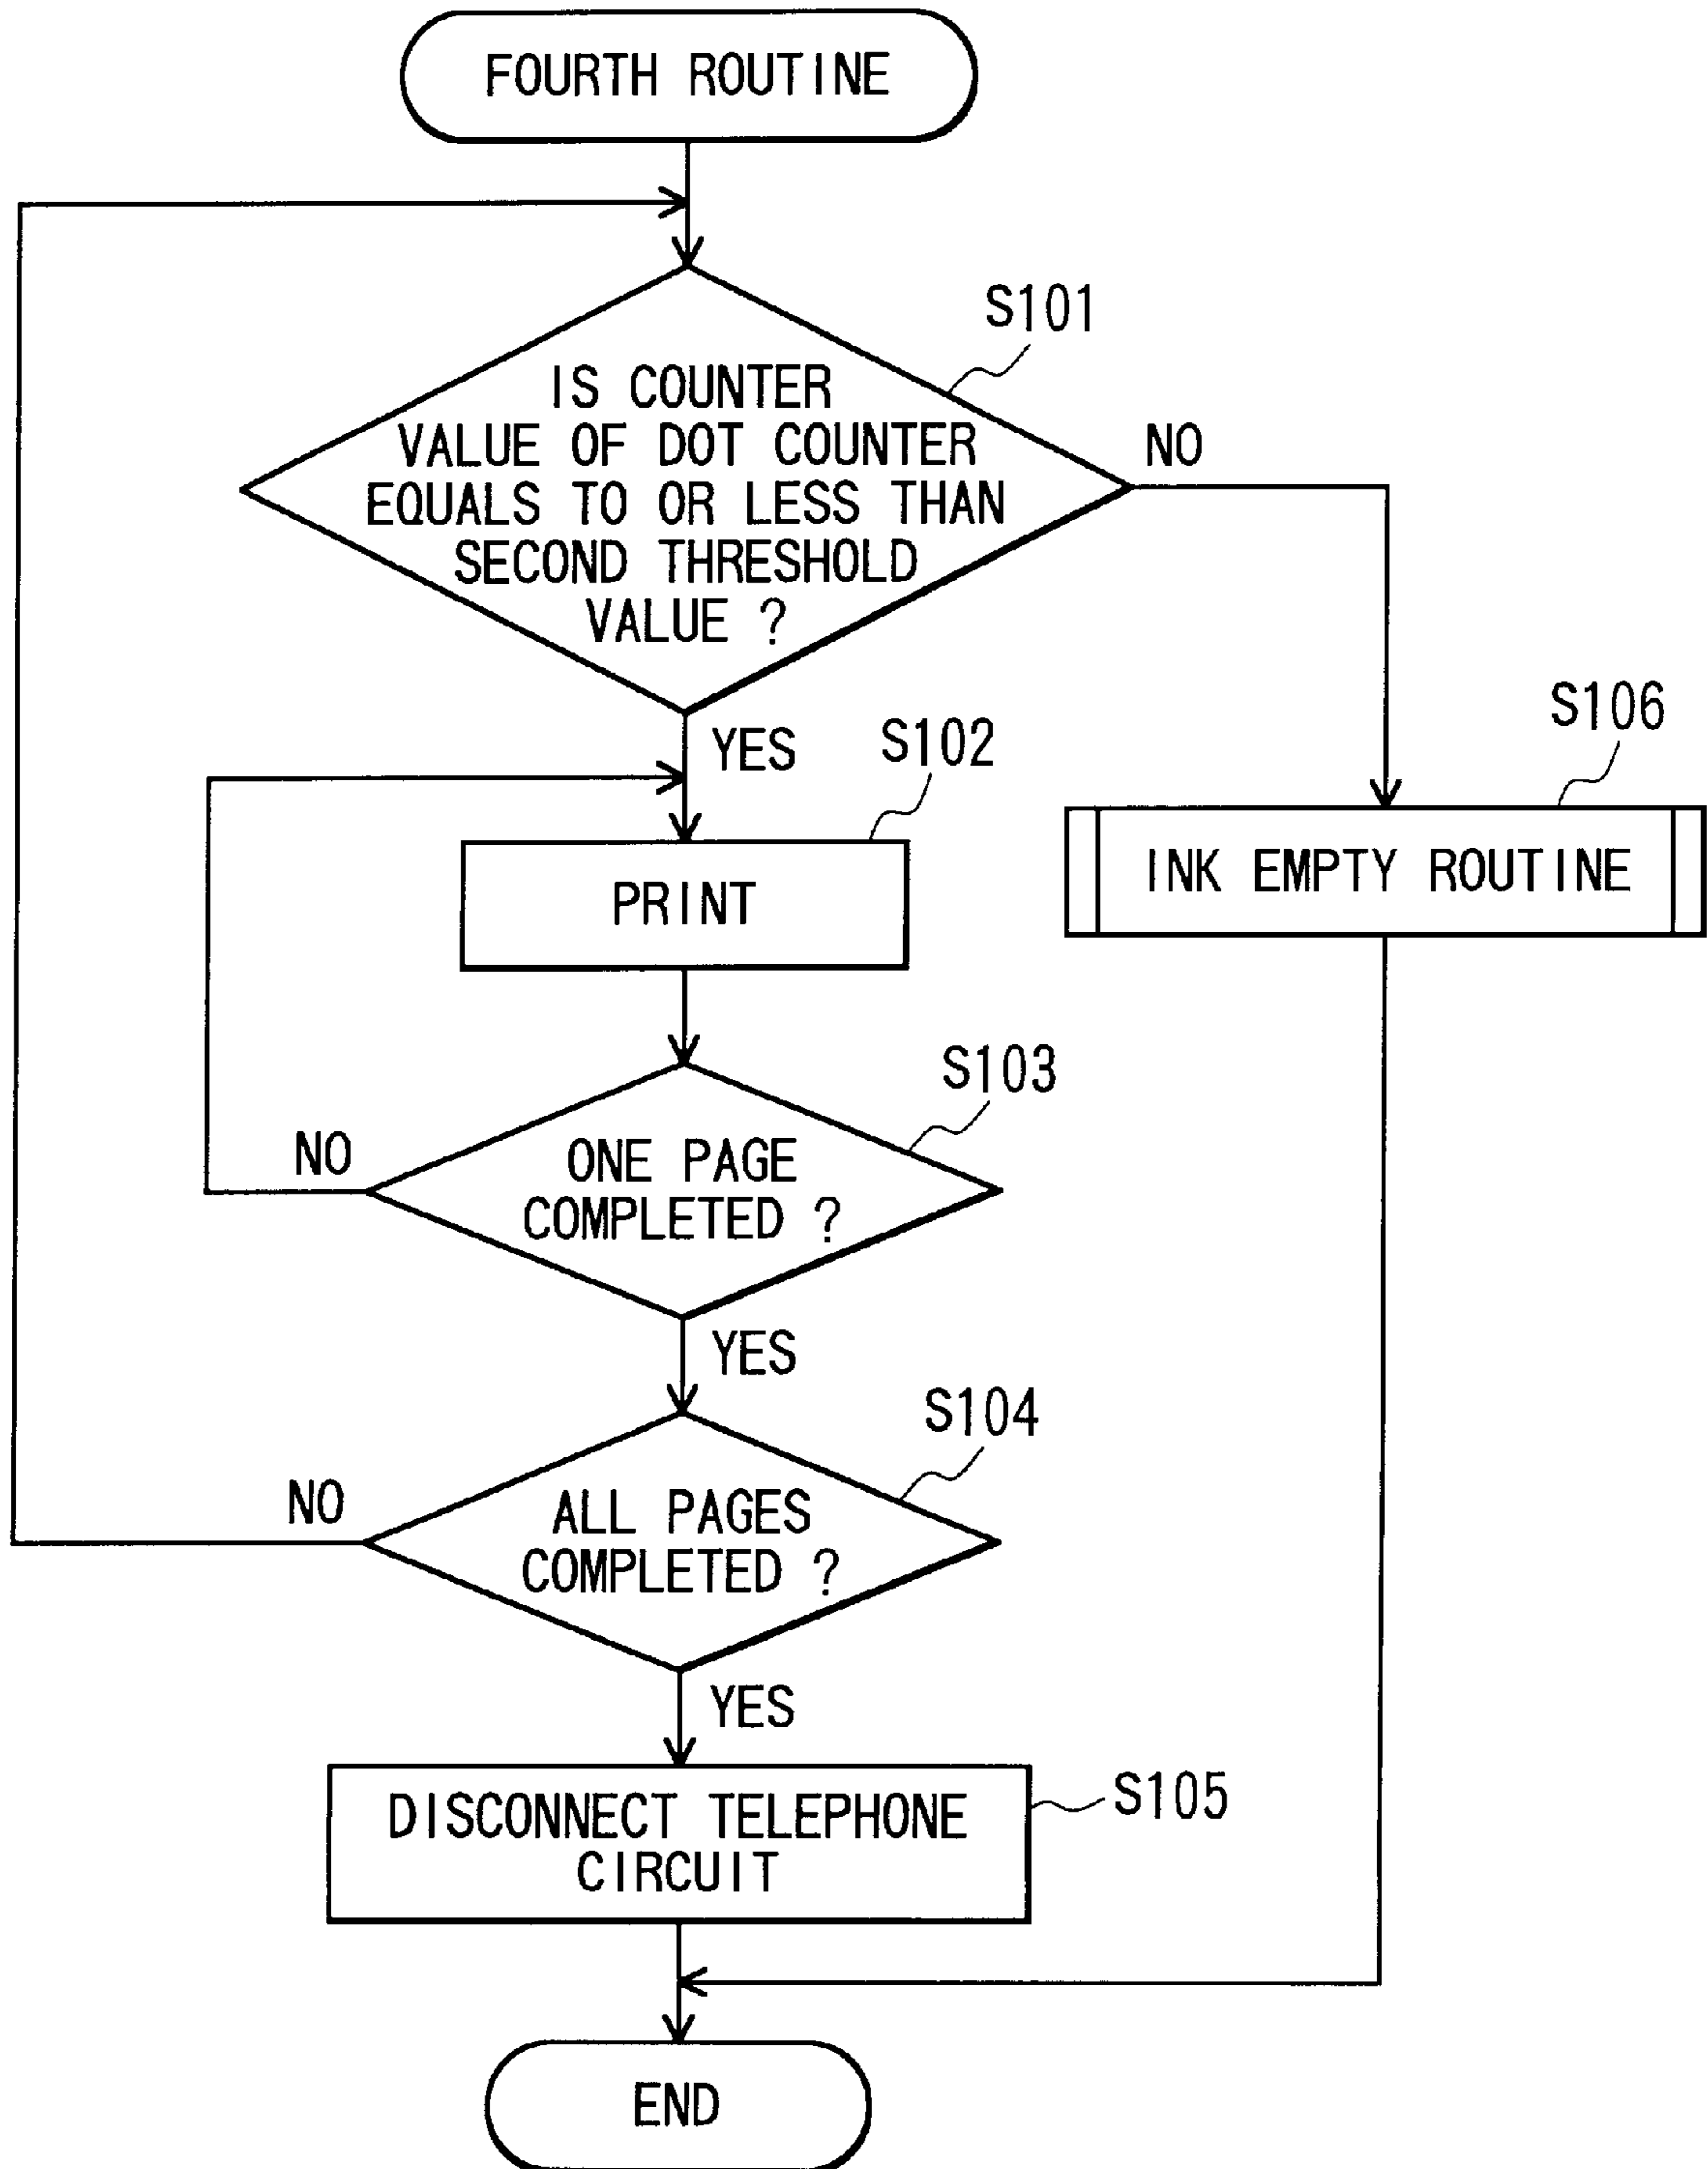 FOURTH ROUTINE
S101
IS COUNTER
VALUE OF DOT COUNTER
EQUALS TO OR LESS THAN
SECOND THRESHOLD
VALUE ?
NO
YES
S102
S106
PRINT
INK EMPTY ROUTINE
S103
NO
ONE PAGE
COMPLETED ?
YES
S104
NO
ALL PAGES
COMPLETED ?
YES
DISCONNECT TELEPHONE
CIRCUIT
S105
END